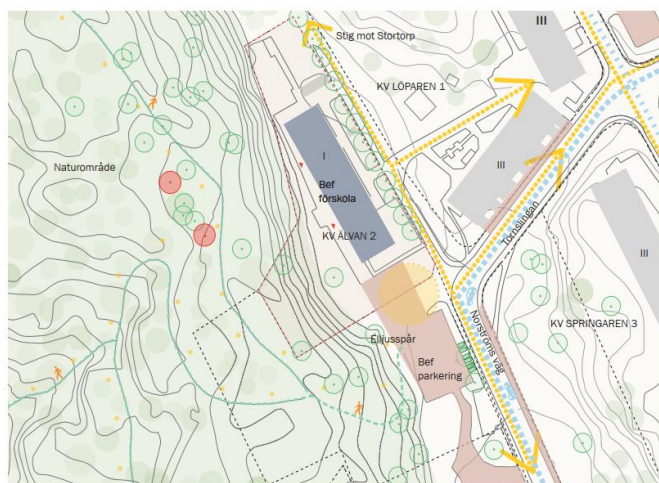 III
Stig mot Stortorp
KV LÖPAREN 1
Naturområde
I
Bef
förskola
III
KV ÄLVAN 2
Törnslingan
III
Elljusspår
Norströms väg
KV SPRINGAREN 3
Bef
parkering